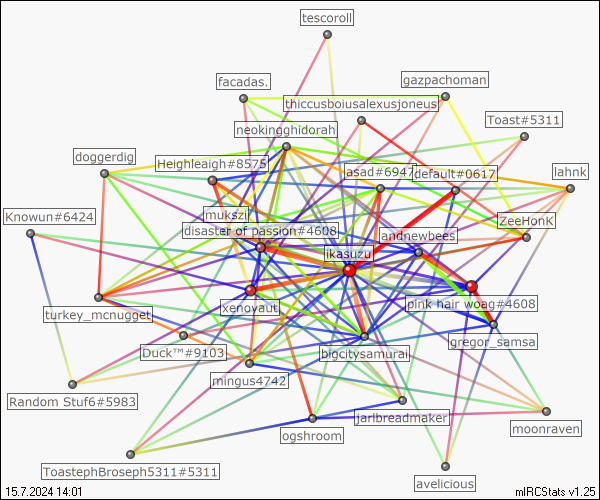 tescoroll
facadas.
gazpachoman
thiccusboiusalexusjoneus
Toast#5311
neokingghidorah
doggerdig
Heighleigh#8575
asad#6947
default#0617
lahnk
mukszi
Knowun#6424
disaster of passion#4608
andnewbees
ZeeHonk
ikasuzu
turkey_mcnugget
xenovaut
pink hair woag#4608
Duck™#9103
bigcitysamurai
gregor_samsa
mingus4742
Random Stuf6#5983
jarlbreadmaker
moonraven
ogshroom
ToastephBroseph5311#5311
avelicious
15.7.2024 14:01
mIRCStats v1.25